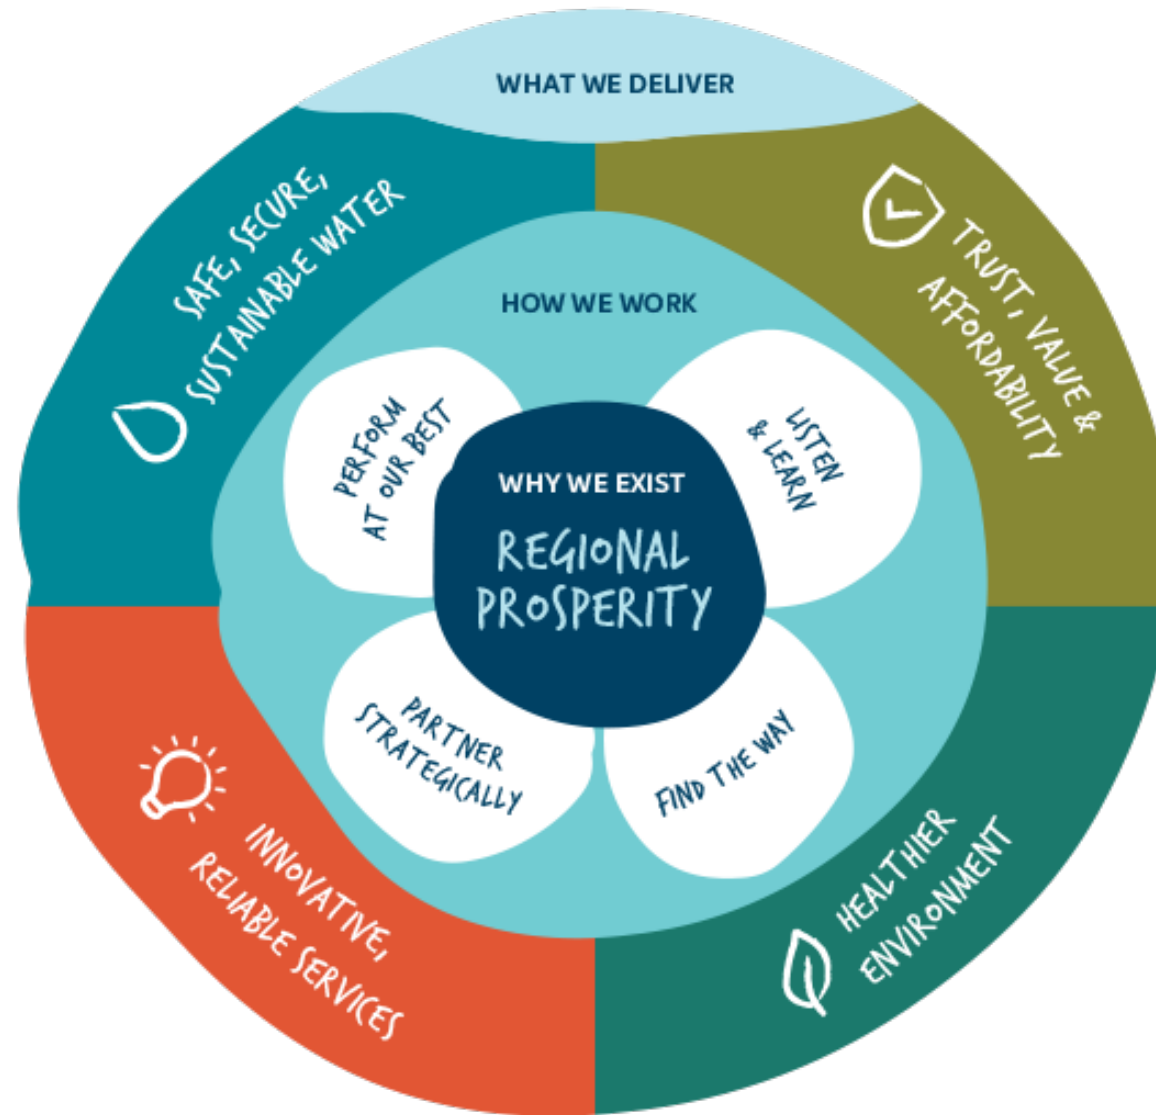 WHAT WE DELIVER
SAFE, SECURE,
SUSTAINABLE WATER
TRUST, VALUE &
AFFORDABILITY
HOW WE WORK
PERFORM
AT OUR BEST
LISTEN
& LEARN
WHY WE EXIST
REGIONAL
PROSPERITY
PARTNER
STRATEGICALLY
FIND THE WAY
INNOVATIVE,
RELIABLE SERVICES
HEALTHIER
ENVIRONMENT